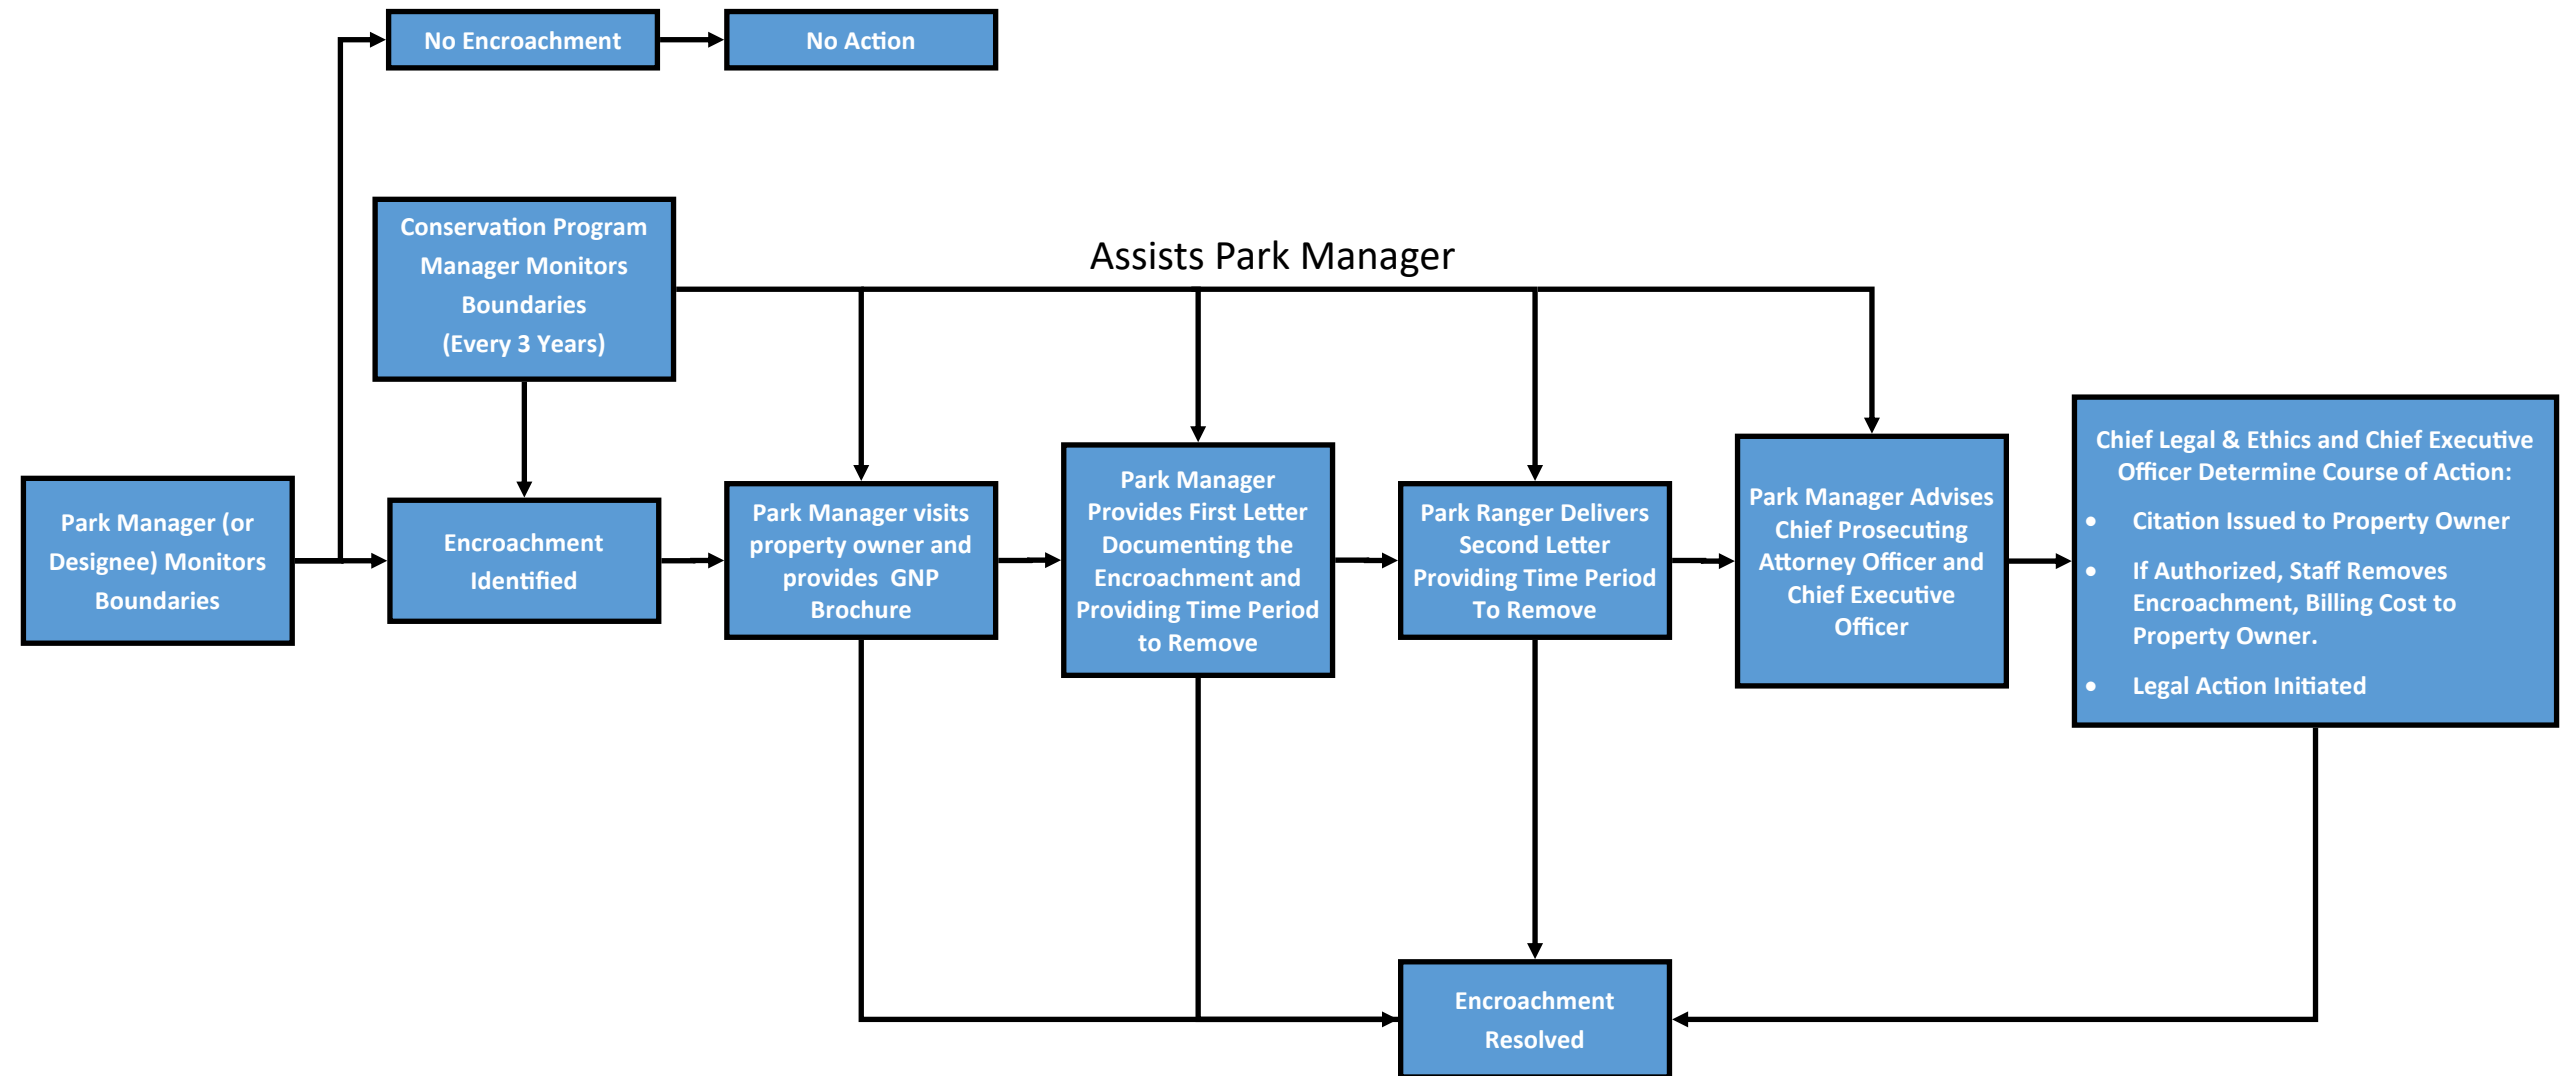 No Encroachment
No Action
Conservation Program
Manager Monitors
Boundaries
(Every 3 Years)
Assists Park Manager
Park Manager (or
Designee) Monitors
Boundaries
Encroachment
Identified
Park Manager visits
property owner and
provides  GNP
Brochure
Park Manager
Provides First Letter
Documenting the
Encroachment and
Providing Time Period
to Remove
Park Ranger Delivers
Second Letter
Providing Time Period
To Remove
Park Manager Advises
Chief Prosecuting
Attorney Officer and
Chief Executive
Officer
Chief Legal & Ethics and Chief Executive
Officer Determine Course of Action:
• Citation Issued to Property Owner
• If Authorized, Staff Removes
Encroachment, Billing Cost to
Property Owner.
• Legal Action Initiated
Encroachment
Resolved